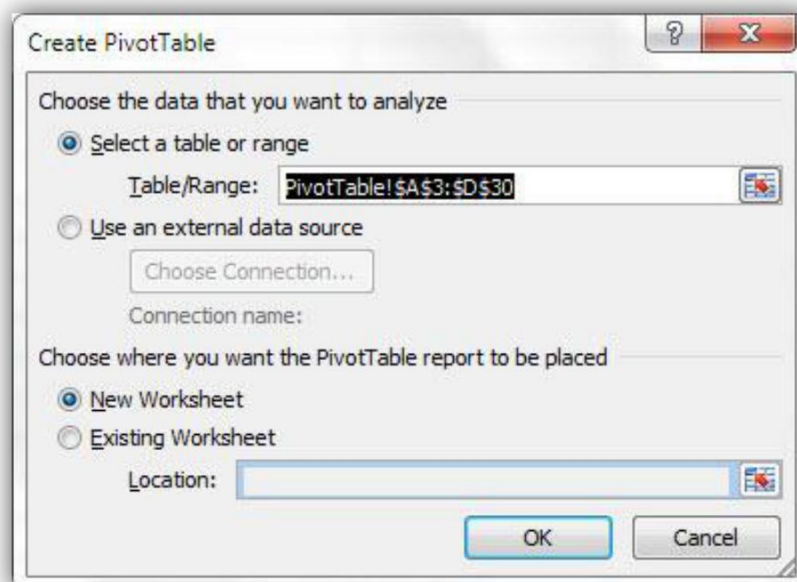 Create PivotTable
Choose the data that you want to analyze
Select a table or range
Table/Range: PivotTable!$A$3:$D$30
Use an external data source
Choose Connection...
Connection name:
Choose where you want the PivotTable report to be placed
New Worksheet
Existing Worksheet
Location:
OK Cancel